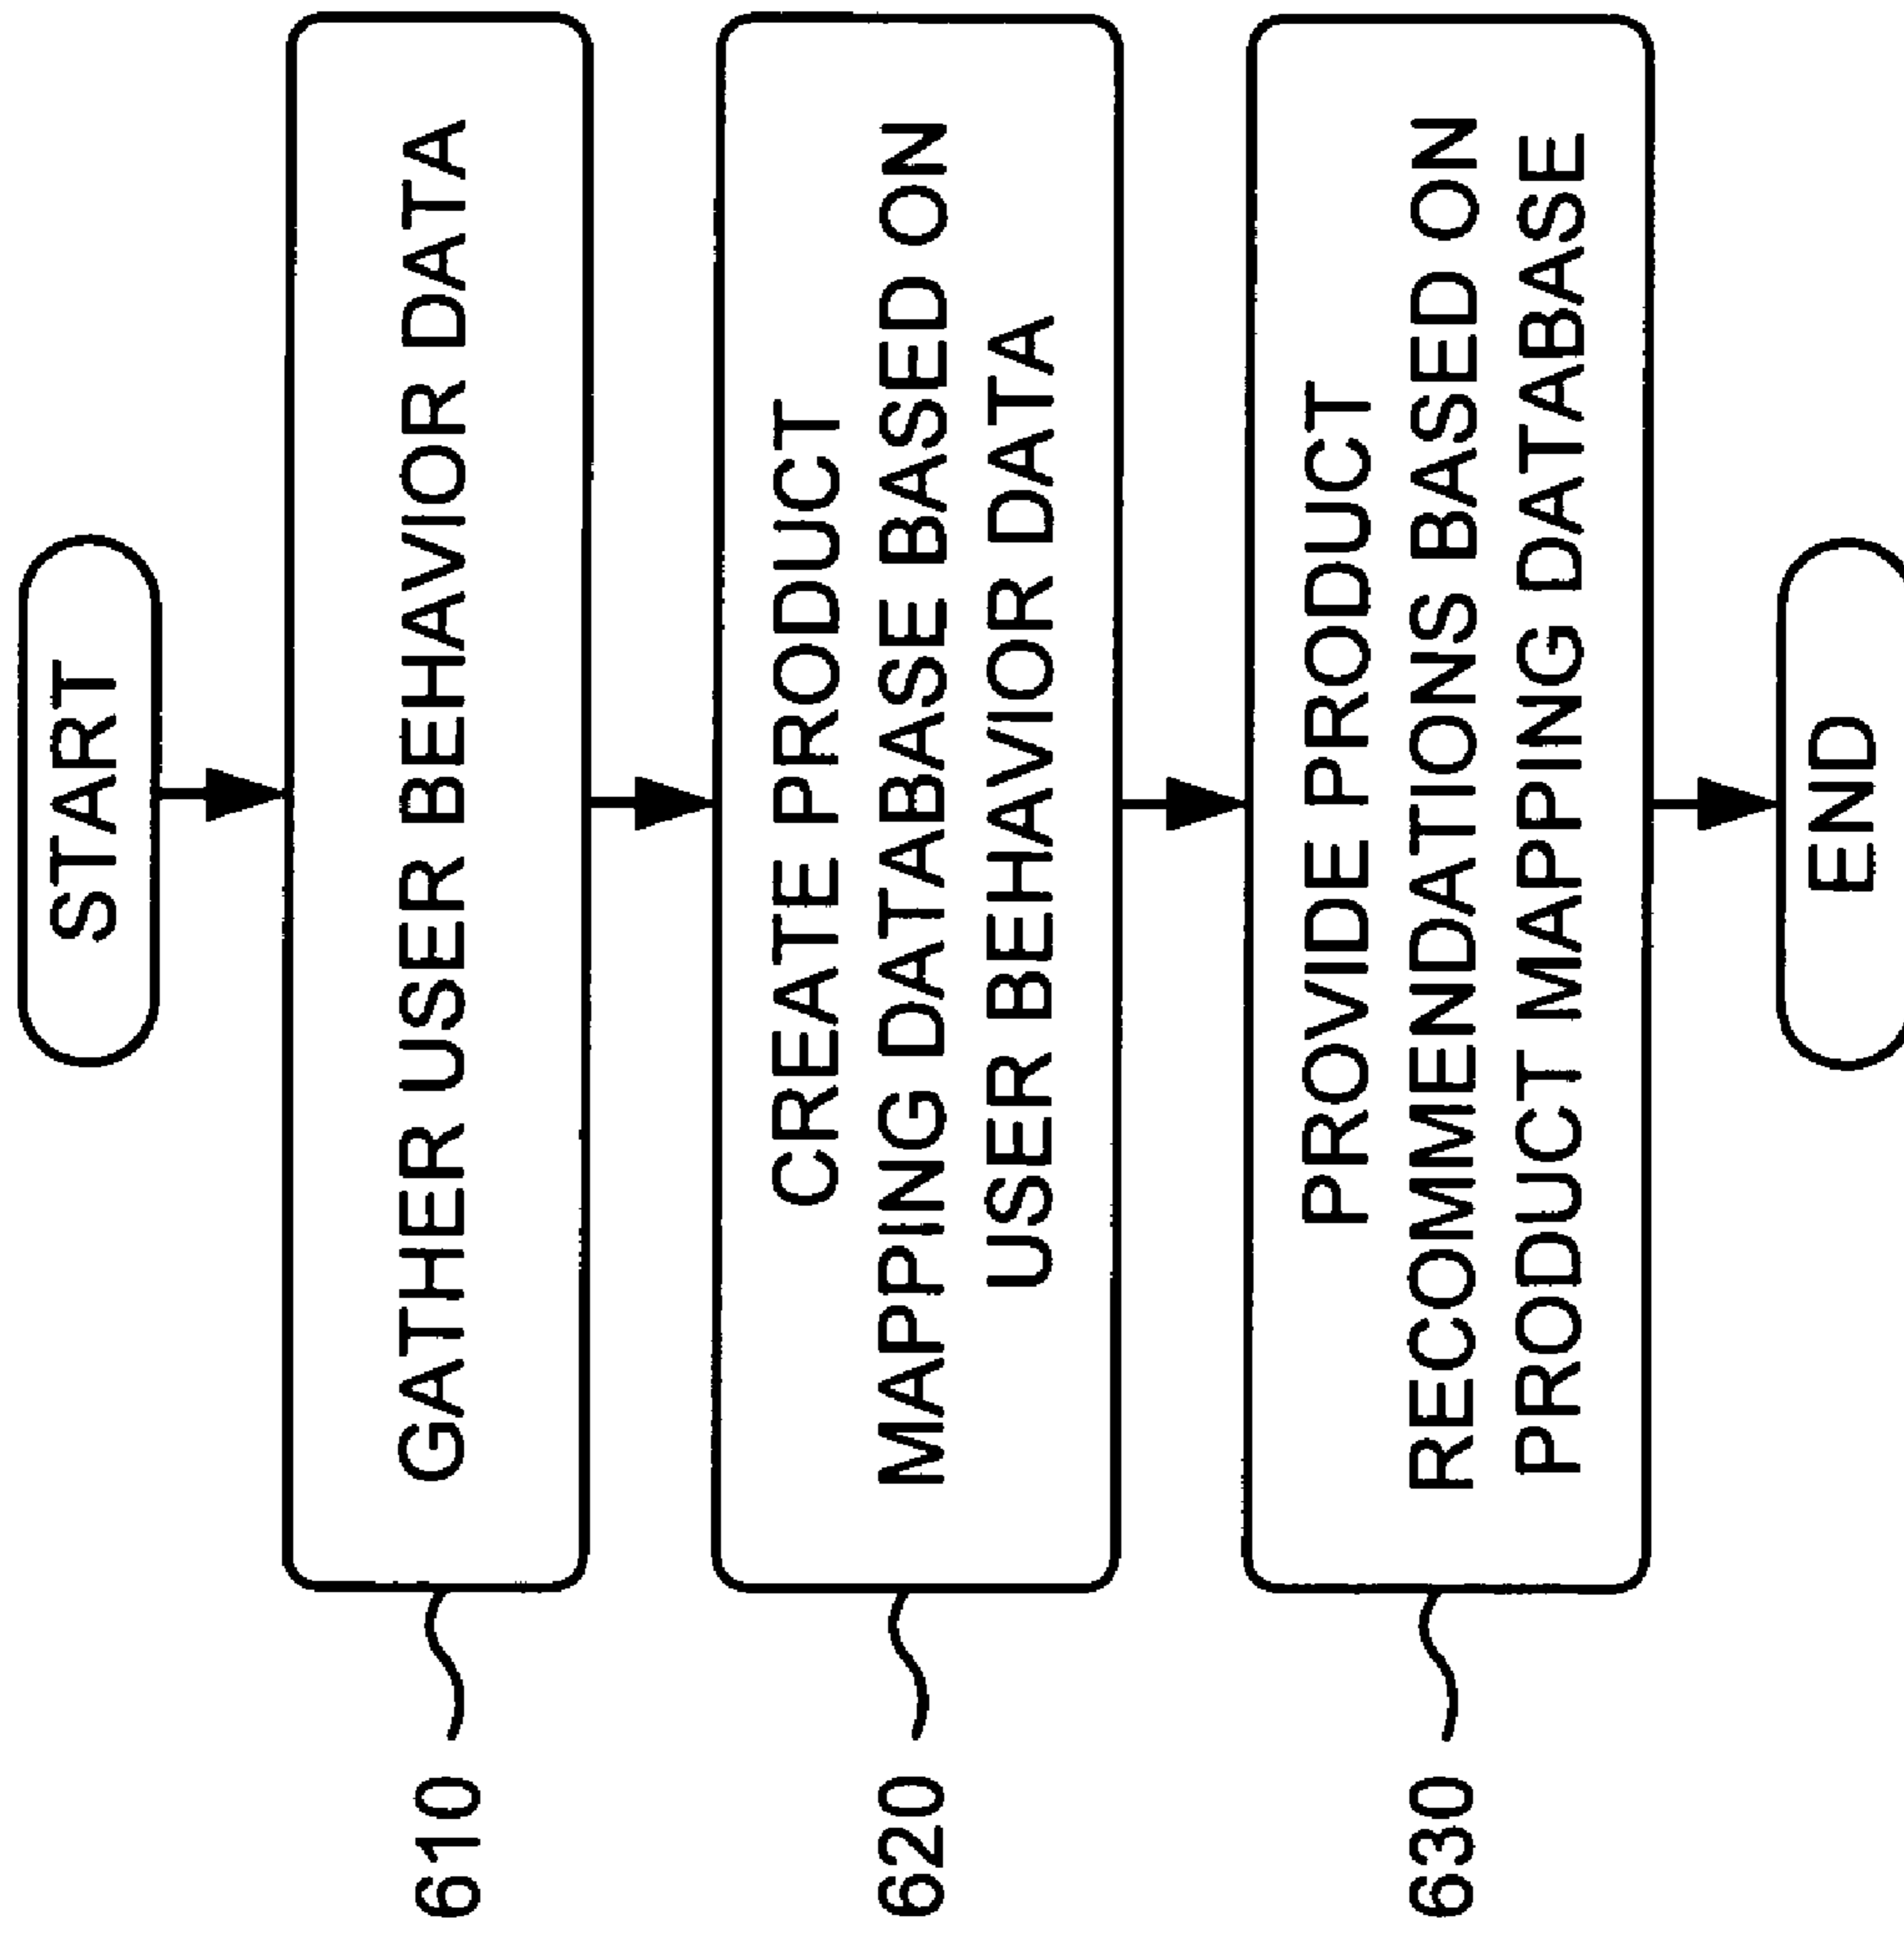 START
610
GATHER USER BEHAVIOR DATA
620
CREATE PRODUCT
MAPPING DATABASE BASED ON
USER BEHAVIOR DATA
630
PROVIDE PRODUCT
RECOMMENDATIONS BASED ON
PRODUCT MAPPING DATABASE
END